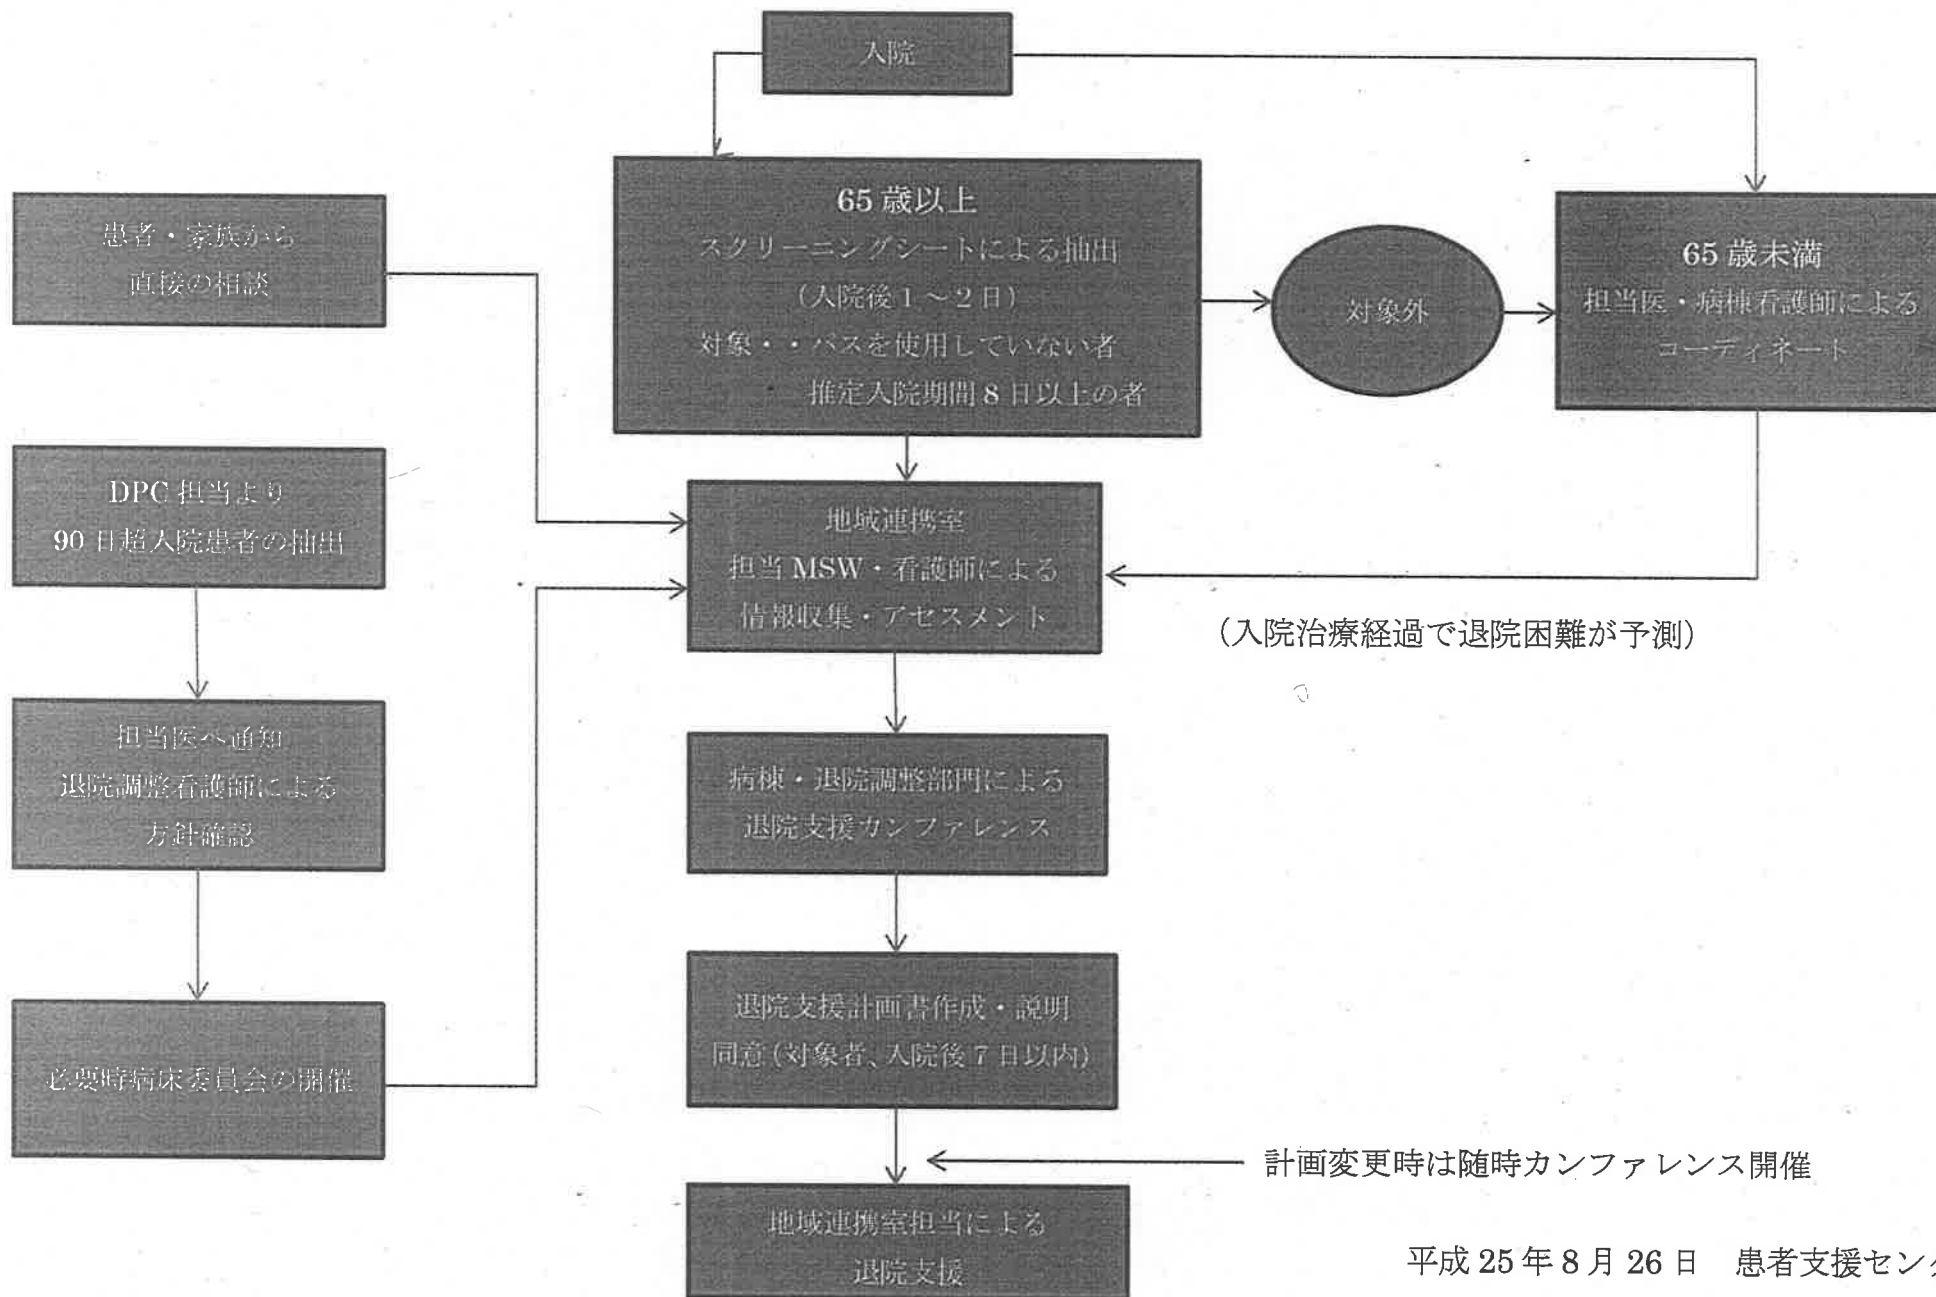 入院
65歳以上
スクリーニングシートによる抽出
(入院後1～2日)
対象・・パスを使用していない者
推定入院期間8日以上の者
対象外
65歳未満
担当医・病棟看護師による
コーディネート
患者・家族から
直接の相談
DPC担当より
90日超入院患者の抽出
担当医へ通知
退院調整看護師による
方針確認
必要時病床委員会の開催
地域連携室
担当MSW・看護師による
情報収集・アセスメント
(入院治療経過で退院困難が予測)
病棟・退院調整部門による
退院支援カンファレンス
退院支援計画書作成・説明
同意(対象者、入院後7日以内)
計画変更時は随時カンファレンス開催
地域連携室担当による
退院支援
平成25年8月26日　患者支援セン